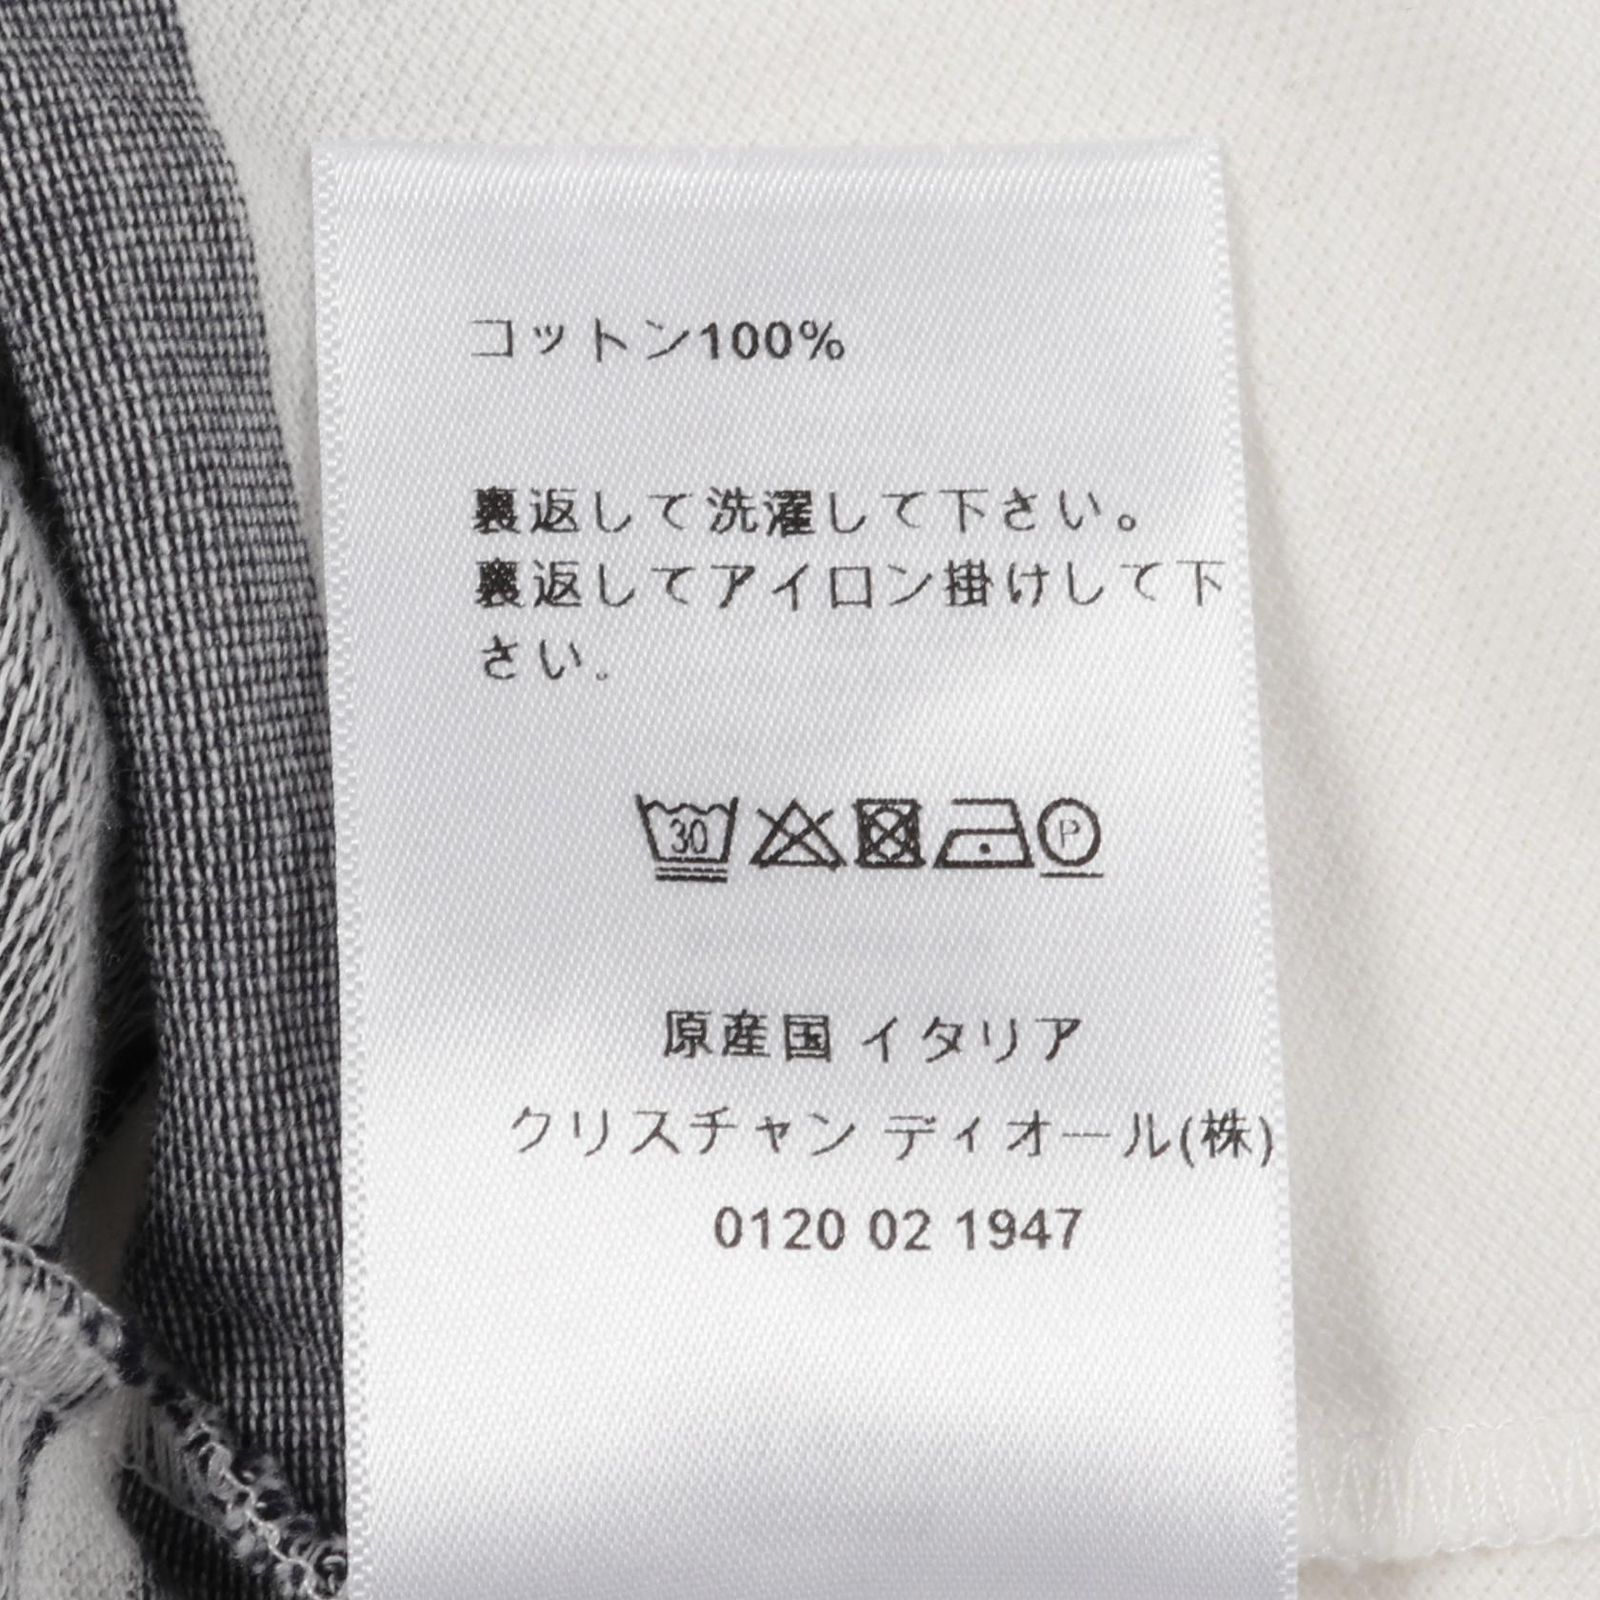 コットン100%
裏返して洗濯して下さい。
裏返してアイロン掛けして下
さい。
30
P
原産国 イタリア
クリスチャン ディオール(株)
0120 02 1947